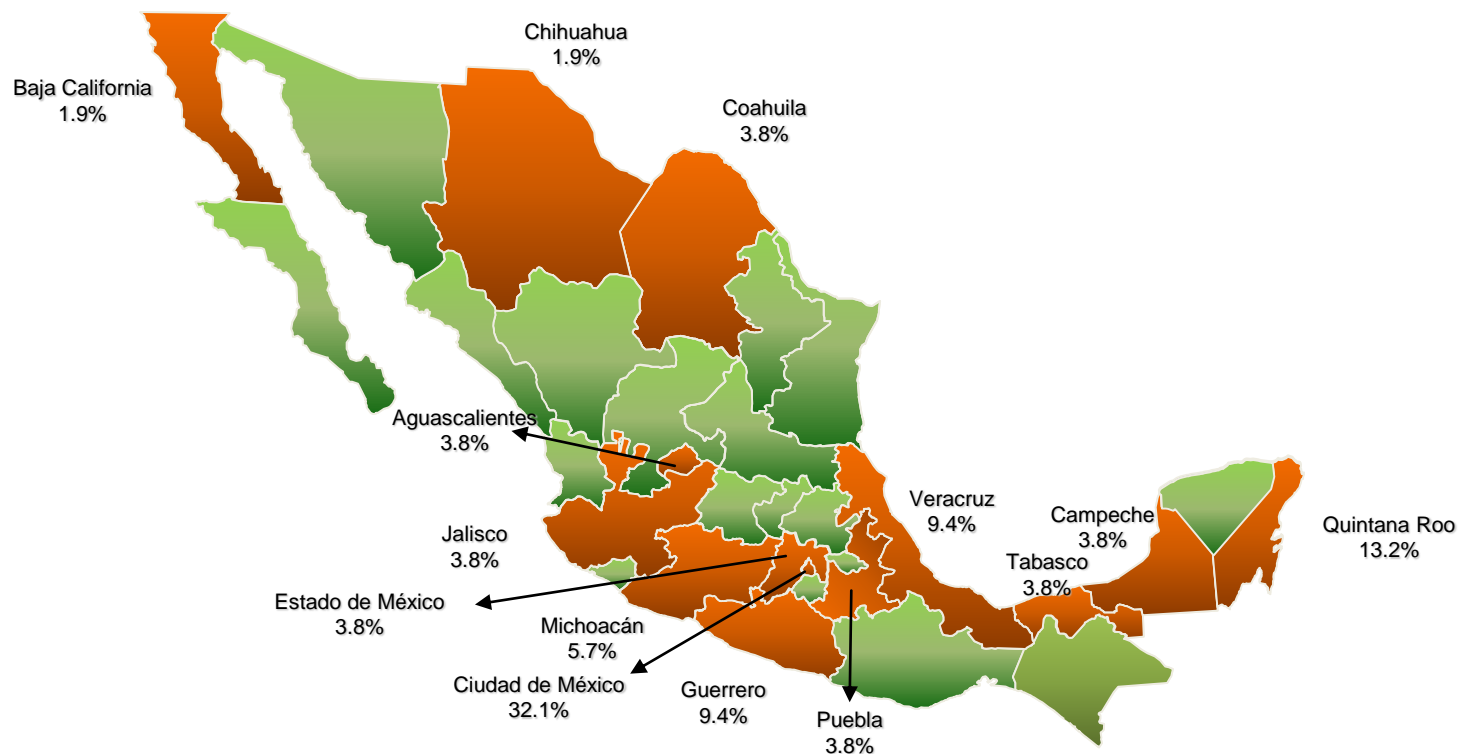 Chihuahua
1.9%
Baja California
1.9%
Coahuila
3.8%
Aguascalientes
3.8%
Veracruz
9.4%
Campeche
3.8%
Quintana Roo
13.2%
Jalisco
3.8%
Tabasco
3.8%
Estado de México
3.8%
Michoacán
5.7%
Ciudad de México
32.1%
Guerrero
9.4%
Puebla
3.8%